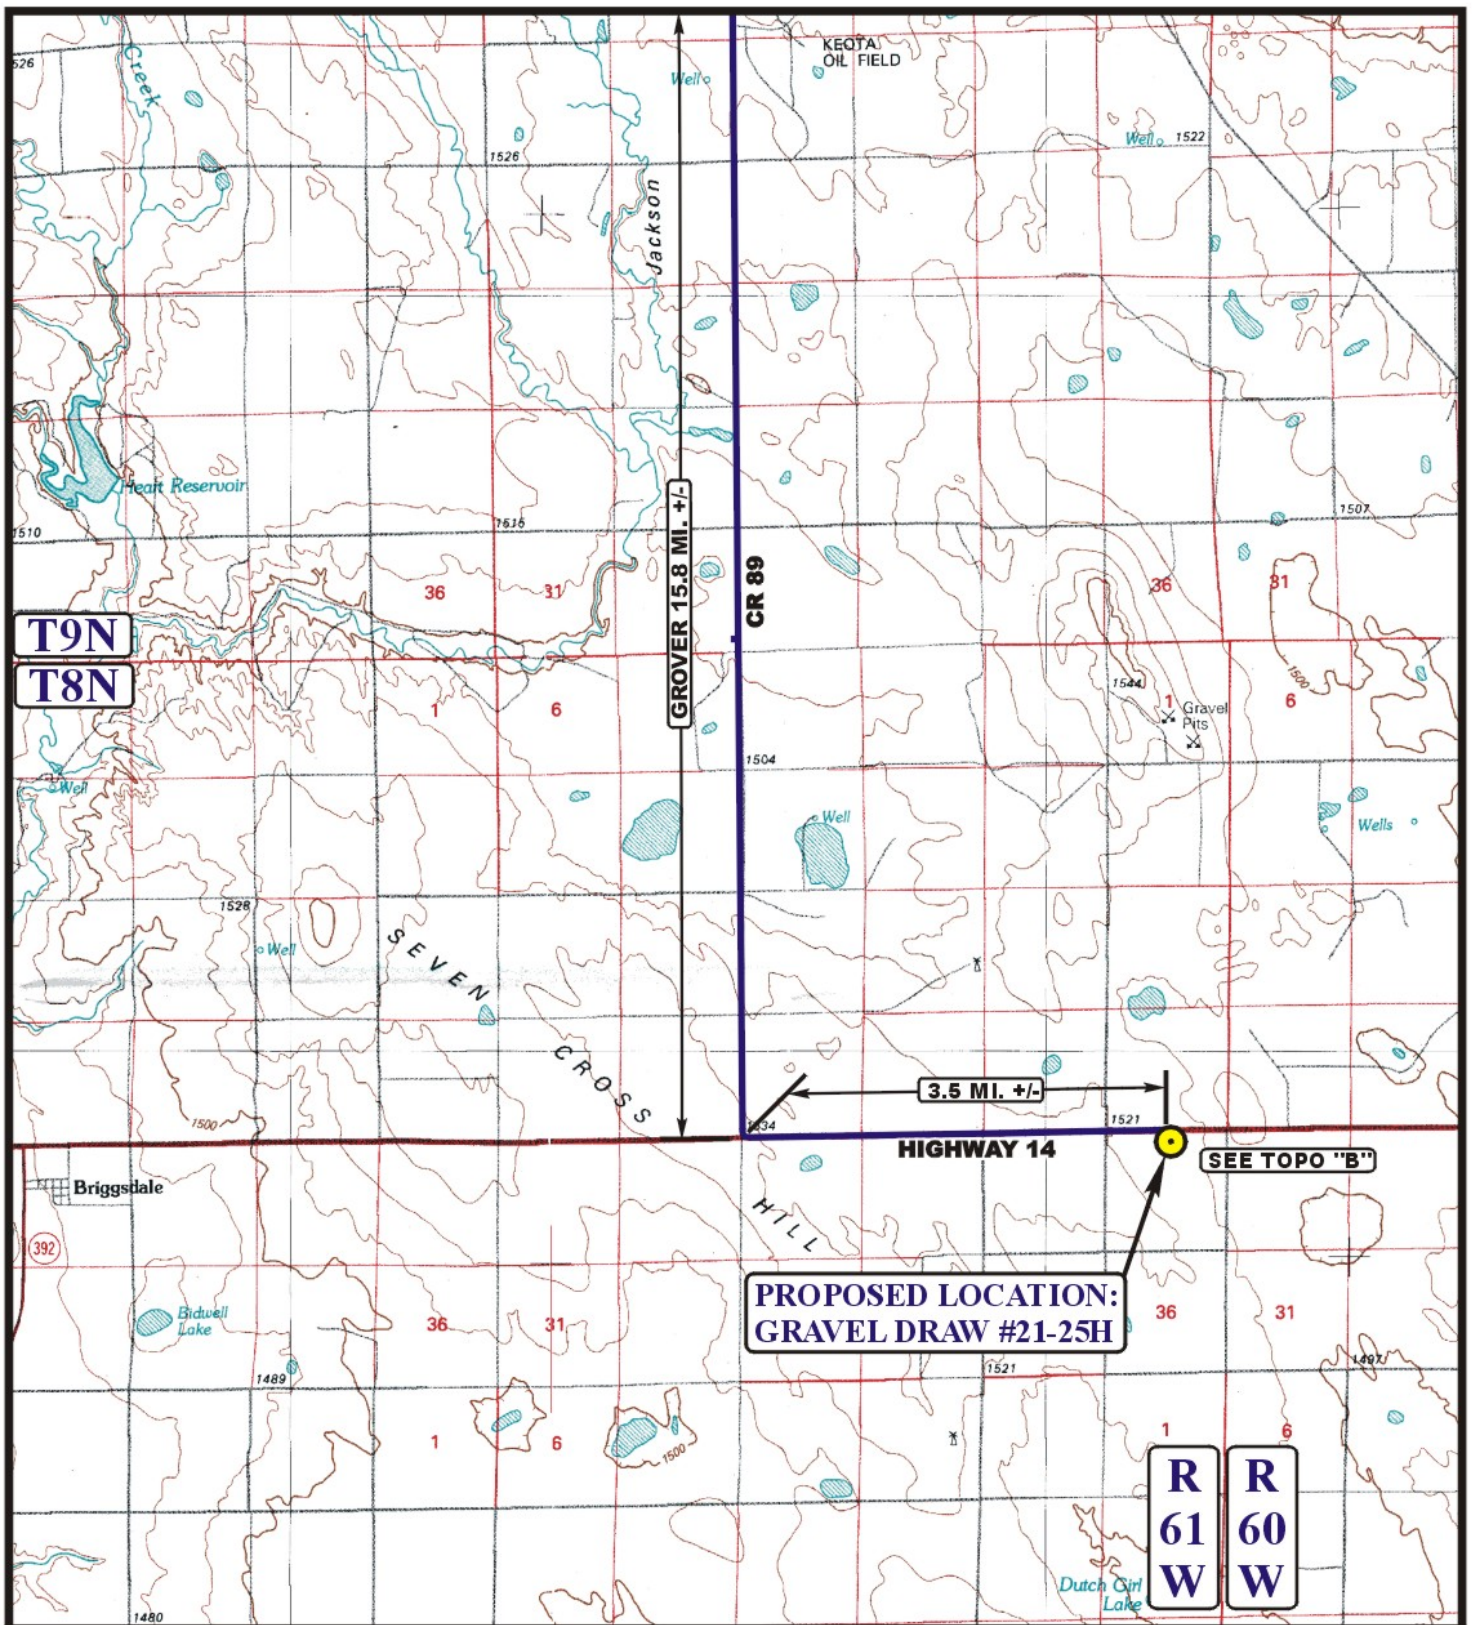 KEOTA
OIL FIELD
526
Creek
Well
Well
1522
1526
Jackson
Heart Reservoir
1510
1515
1507
GROVER 15.8 MI. +/-
CR 89
36
31
36
31
T9N
T8N
1544
1500
1
6
1
Gravel
Pits
6
1504
Well
Well
Wells
1528
Well
SEVEN
CROSS
HILL
3.5 MI. +/-
1500
1521
HIGHWAY 14
SEE TOPO "B"
Briggsdale
392
PROPOSED LOCATION:
GRAVEL DRAW #21-25H
Bidwell
Lake
36
31
36
31
1521
1497
1489
1
6
1500
1
6
R
61
W
R
60
W
Dutch Girl
Lake
1480